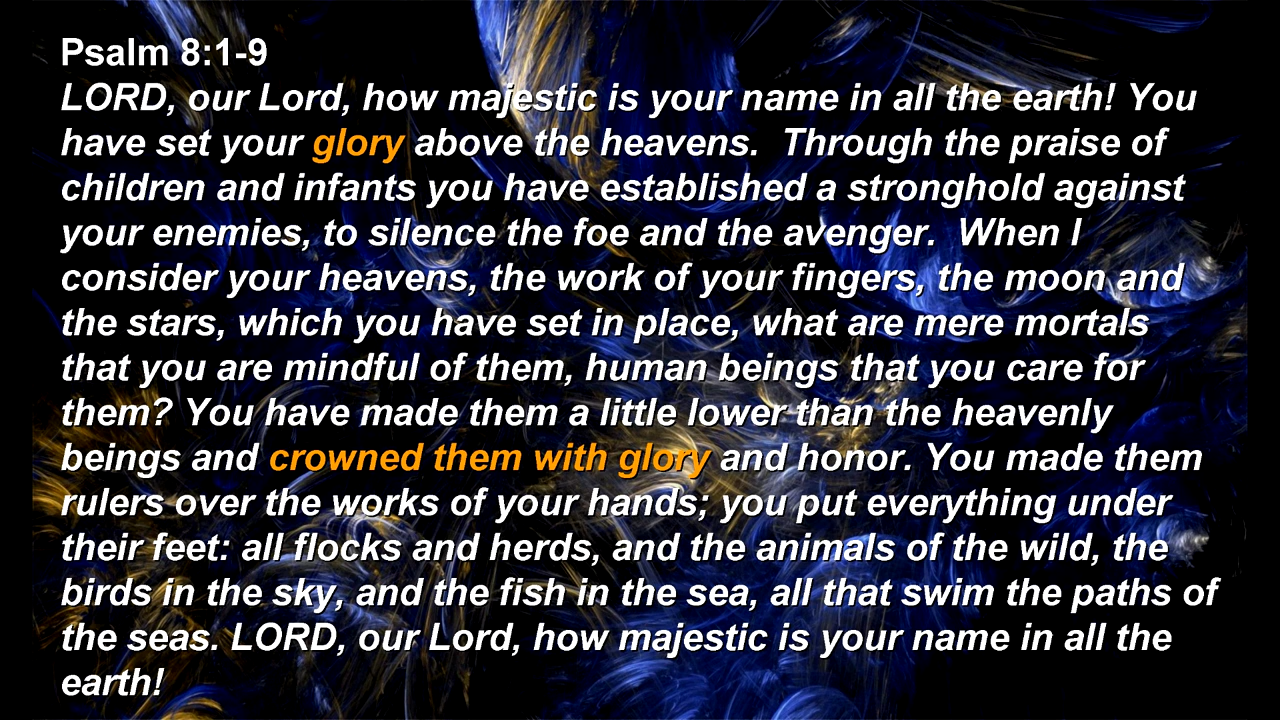 Psalm 8:1-9
LORD, our Lord, how majestic is your name in all the earth! You
have set your glory above the heavens.  Through the praise of
children and infants you have established a stronghold against
your enemies, to silence the foe and the avenger.  When I
consider your heavens, the work of your fingers, the moon and
the stars, which you have set in place, what are mere mortals
that you are mindful of them, human beings that you care for
them? You have made them a little lower than the heavenly
beings and crowned them with glory and honor. You made them
rulers over the works of your hands; you put everything under
their feet: all flocks and herds, and the animals of the wild, the
birds in the sky, and the fish in the sea, all that swim the paths of
the seas. LORD, our Lord, how majestic is your name in all the
earth!